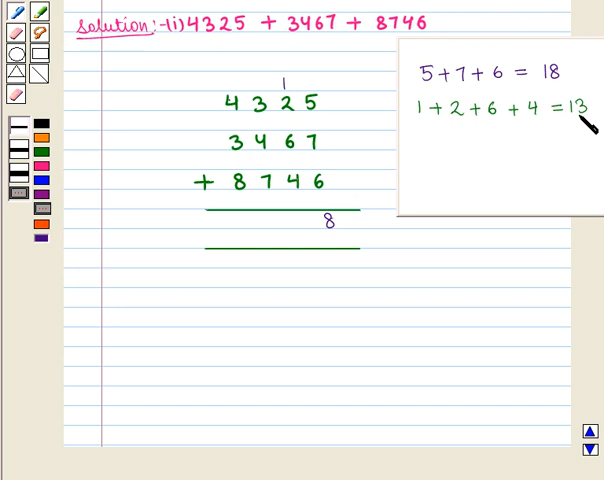 Solution:-(ii) 4325 + 3467 + 8746
1
4 3 2 5
3 4 6 7
+ 8 7 4 6
8
5 + 7 + 6 = 18
1 + 2 + 6 + 4 = 13